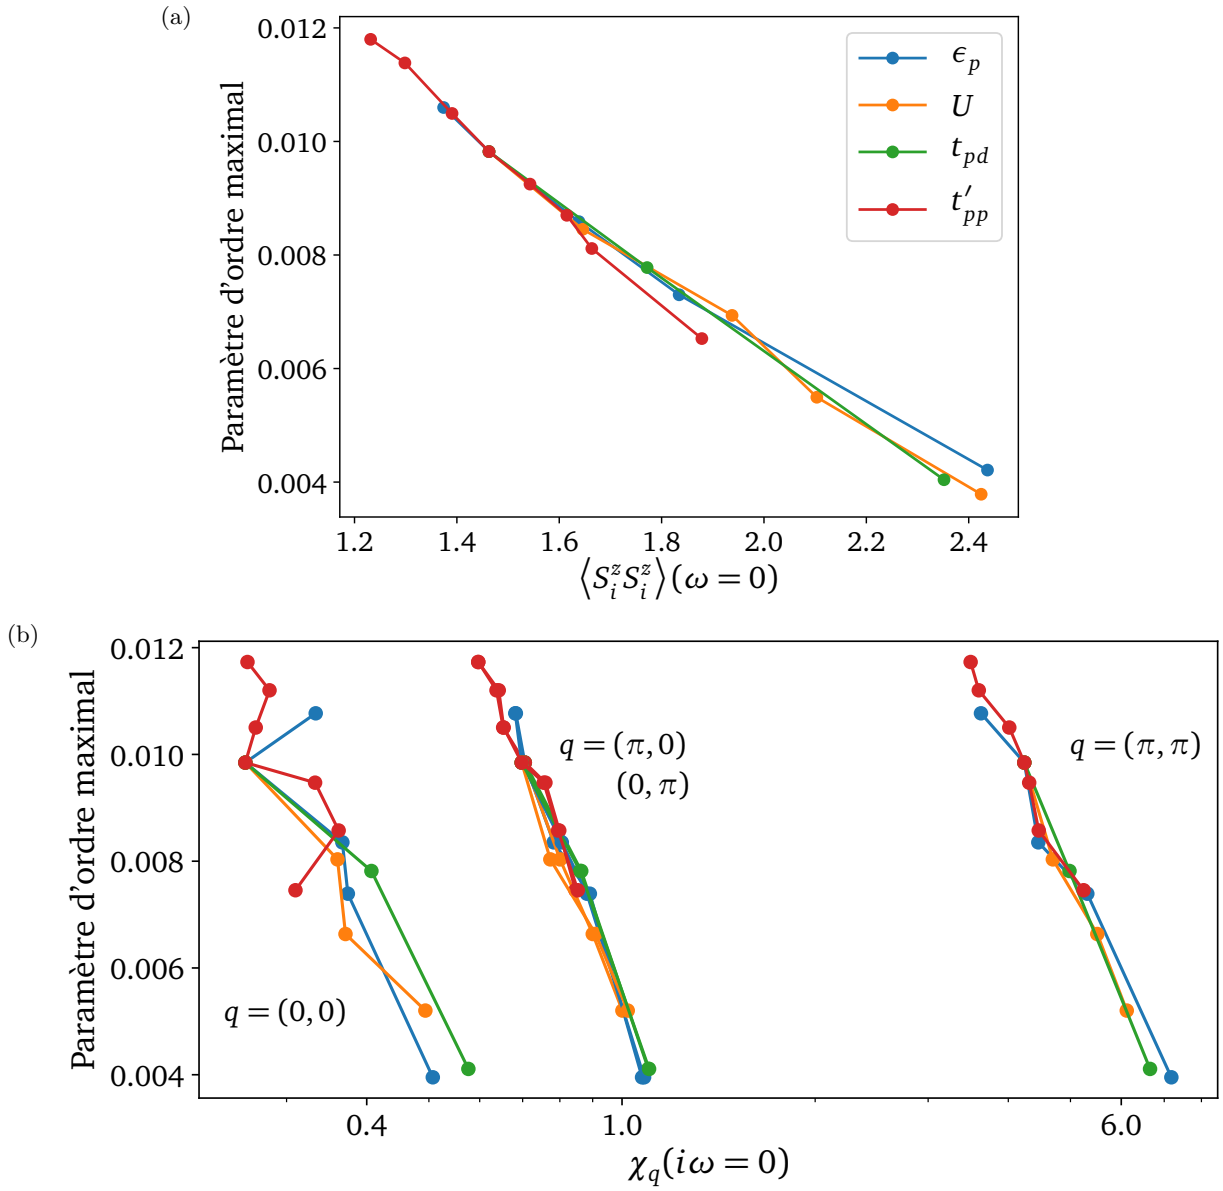 (a)
Paramètre d'ordre maximal
0.012
0.010
0.008
0.006
0.004
ϵ_p
U
t_{pd}
t'_{pp}
1.2 1.4 1.6 1.8 2.0 2.2 2.4
⟨S_i^z S_i^z⟩(ω = 0)
(b)
Paramètre d'ordre maximal
0.012
0.010
0.008
0.006
0.004
q = (π, 0)
(0, π)
q = (π, π)
q = (0, 0)
0.4 1.0 6.0
χ_q(iω = 0)